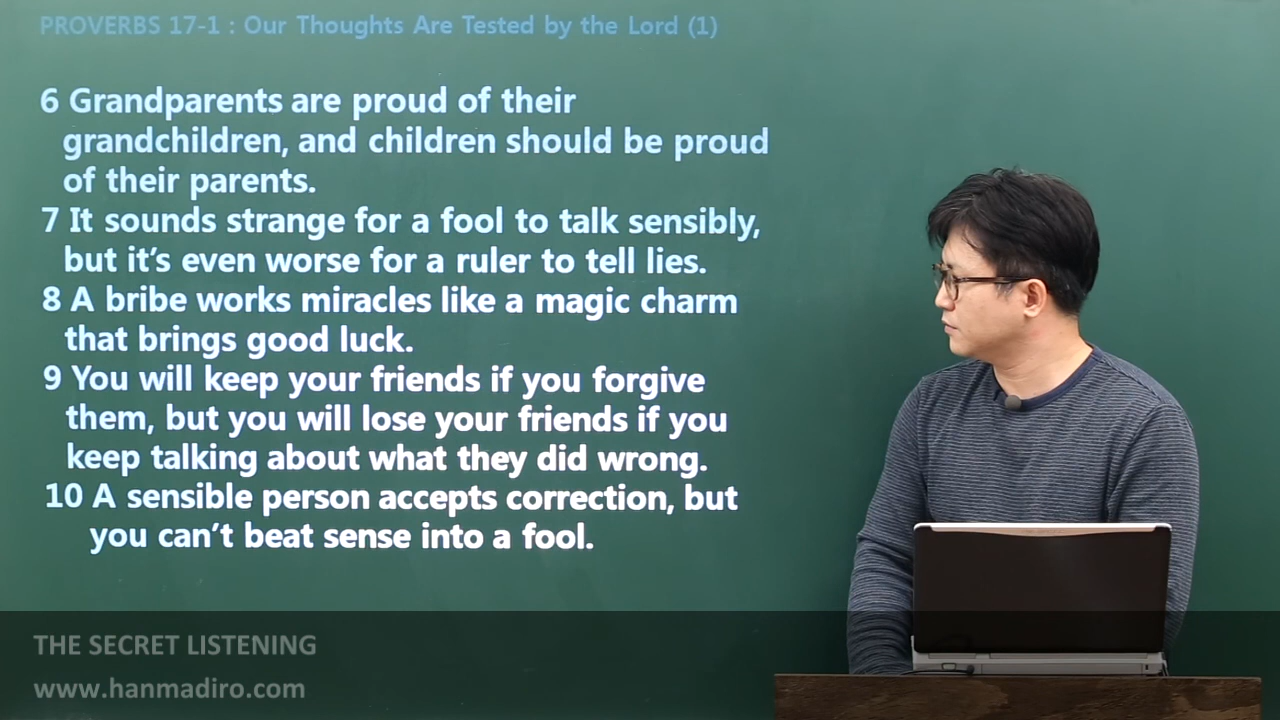 PROVERBS 17-1 : Our Thoughts Are Tested by the Lord (1)
6 Grandparents are proud of their
grandchildren, and children should be proud
of their parents.
7 It sounds strange for a fool to talk sensibly,
but it’s even worse for a ruler to tell lies.
8 A bribe works miracles like a magic charm
that brings good luck.
9 You will keep your friends if you forgive
them, but you will lose your friends if you
keep talking about what they did wrong.
10 A sensible person accepts correction, but
you can’t beat sense into a fool.
THE SECRET LISTENING
www.hanmadiro.com